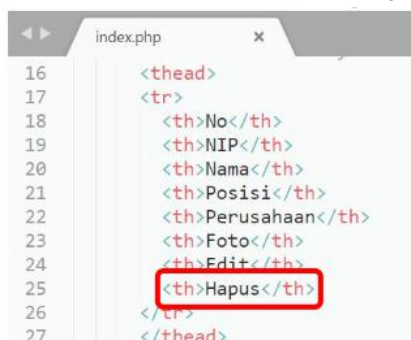 index.php ×
16 <thead>
17 <tr>
18 <th>No</th>
19 <th>NIP</th>
20 <th>Nama</th>
21 <th>Posisi</th>
22 <th>Perusahaan</th>
23 <th>Foto</th>
24 <th>Edit</th>
25 <th>Hapus</th>
26 </tr>
27 </thead>